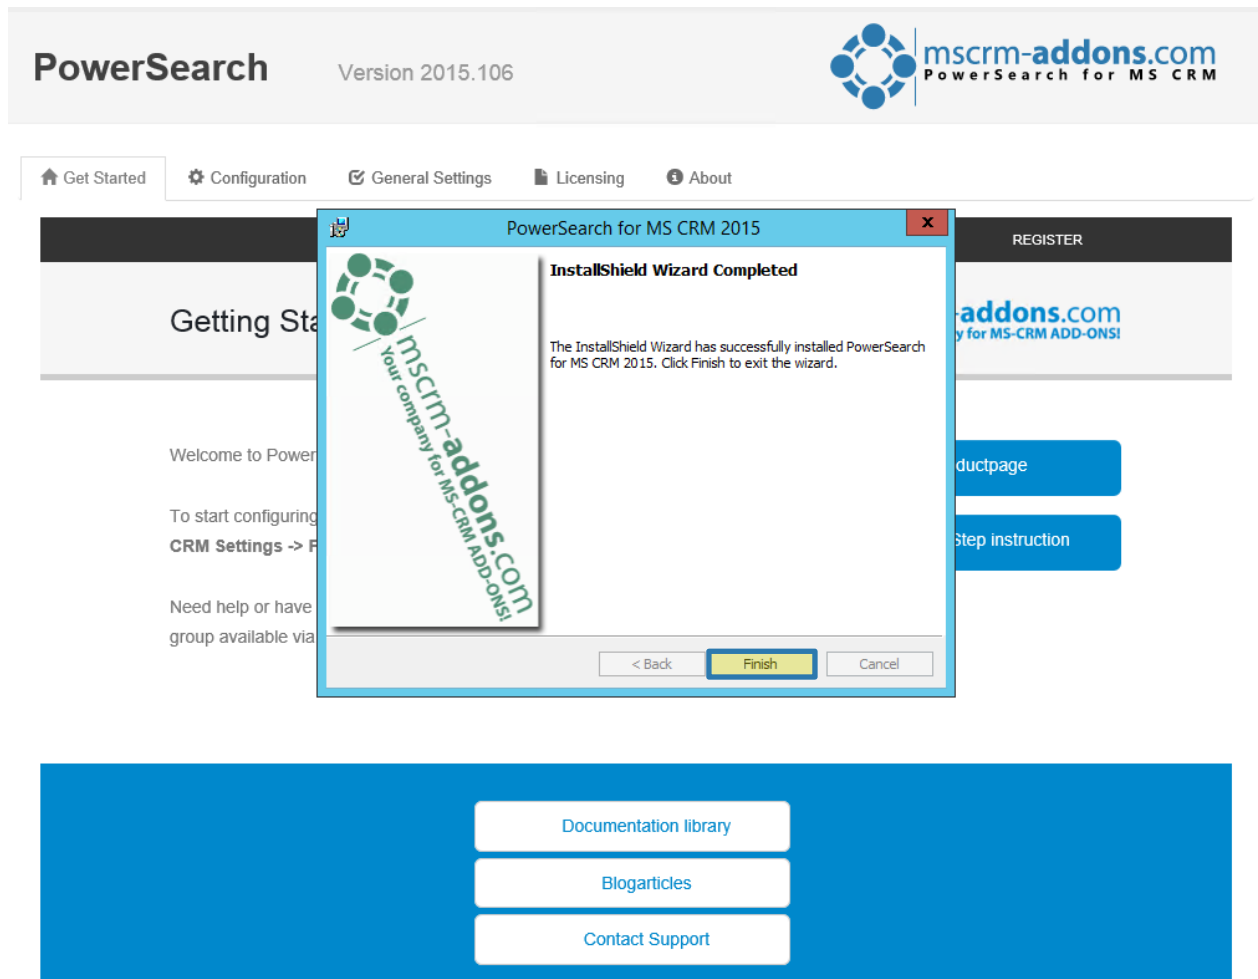 PowerSearch
Version 2015.106
mscrm-addons.com
PowerSearch for MS CRM
Get Started
Configuration
General Settings
Licensing
About
PowerSearch for MS CRM 2015
x
REGISTER
InstallShield Wizard Completed
The InstallShield Wizard has successfully installed PowerSearch
for MS CRM 2015. Click Finish to exit the wizard.
mscrm-addons.com
Your company for MS-CRM ADD-ONS!
Getting Sta
-addons.com
y for MS-CRM ADD-ONS!
Welcome to Power
ductpage
To start configuring
CRM Settings -> F
Step instruction
Need help or have
group available via
< Back
Finish
Cancel
Documentation library
Blogarticles
Contact Support